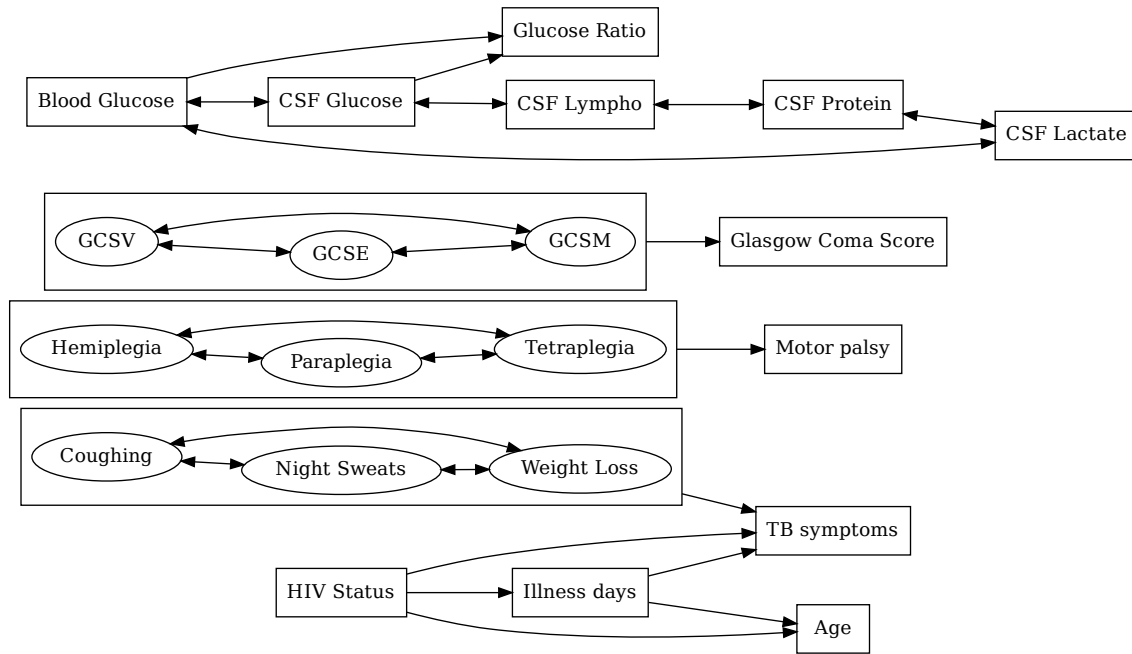 Glucose Ratio
Blood Glucose
CSF Glucose
CSF Lympho
CSF Protein
CSF Lactate
GCSV
GCSE
GCSM
Glasgow Coma Score
Hemiplegia
Paraplegia
Tetraplegia
Motor palsy
Coughing
Night Sweats
Weight Loss
TB symptoms
HIV Status
Illness days
Age